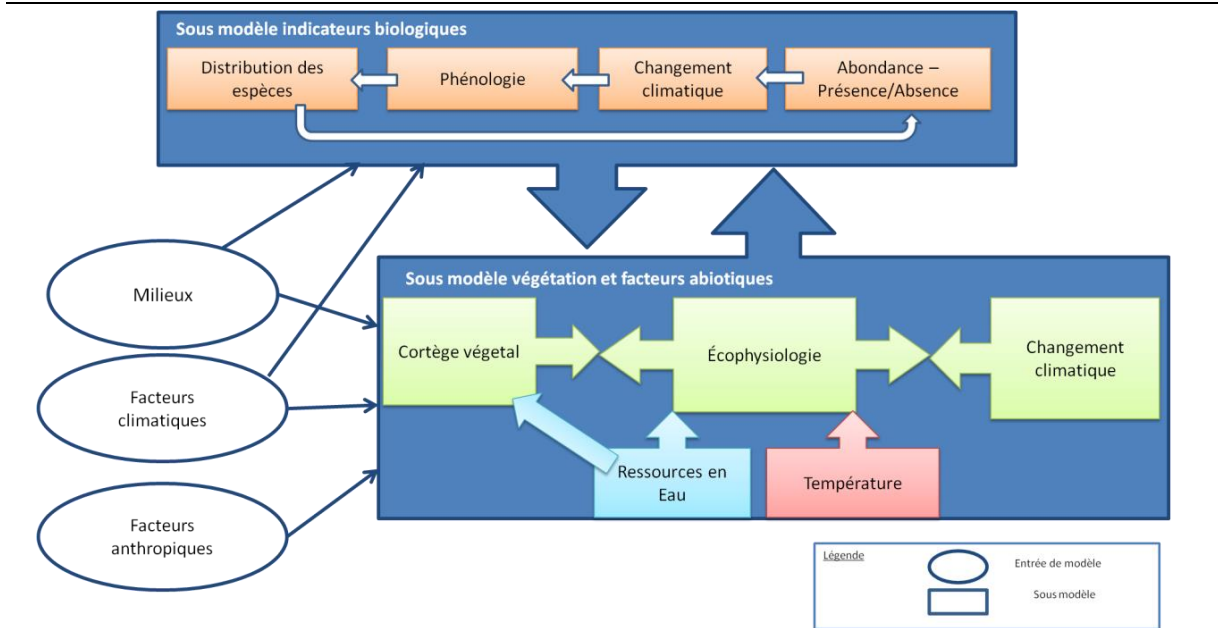 Sous modèle indicateurs biologiques
Distribution des
espèces
Phénologie
Changement
climatique
Abondance –
Présence/Absence
Sous modèle végétation et facteurs abiotiques
Milieux
Cortège végétal
Écophysiologie
Changement
climatique
Facteurs
climatiques
Ressources en
Eau
Température
Facteurs
anthropiques
Légende
Entrée de modèle
Sous modèle